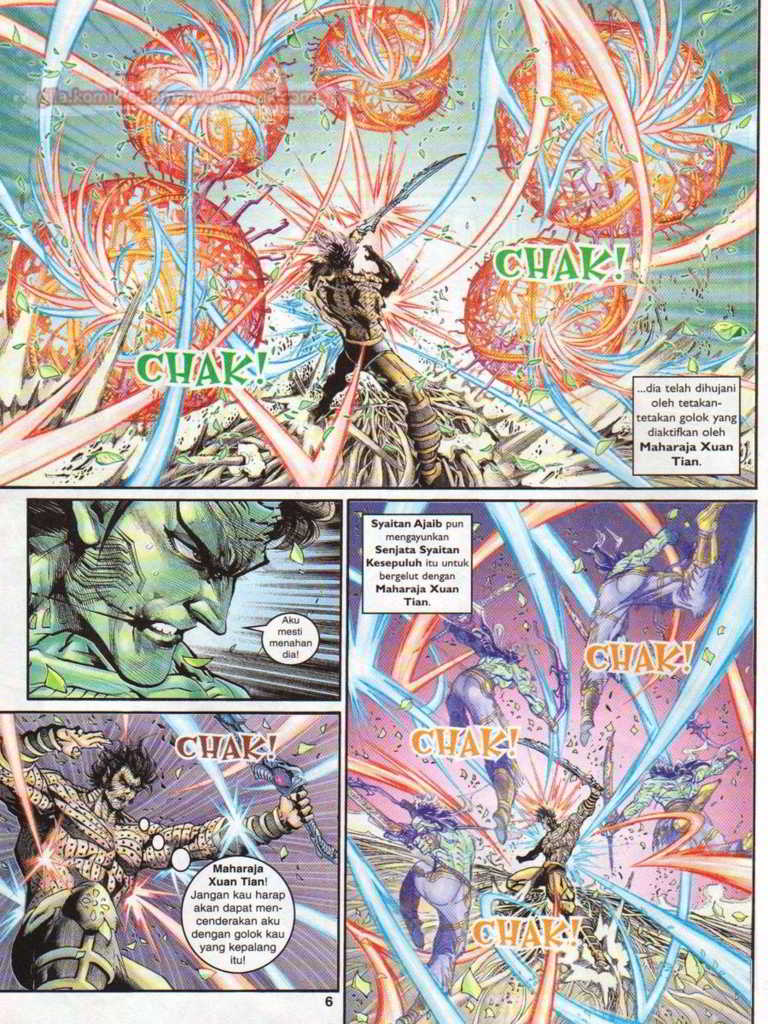 CHAK!
CHAK!
...dia telah dihujani
oleh tetakan-
tetakan golok yang
diaktifkan oleh
Maharaja Xuan
Tian.
Aku
mesti
menahan
dia!
Syaitan Ajaib pun
mengayunkan
Senjata Syaitan
Kesepuluh itu untuk
bergelut dengan
Maharaja Xuan
Tian.
CHAK!
CHAK!
CHAK!
CHAK!
Maharaja
Xuan Tian!
Jangan kau harap
akan dapat men-
cenderakan aku
dengan golok kau
yang kepalang
itu!
6